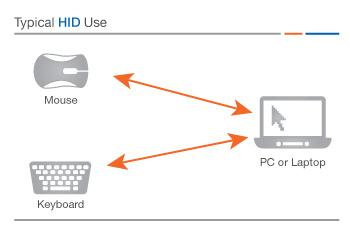 Typical HID Use
Mouse
PC or Laptop
Keyboard